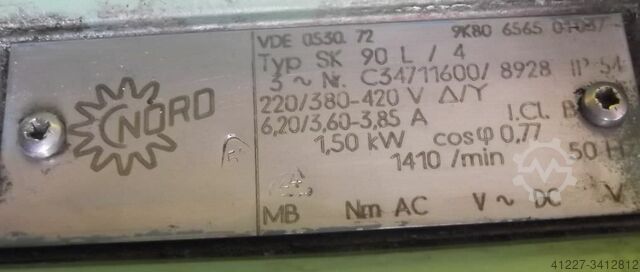 NORD
VDE 0530. 72 9K80 6565
Typ SK 90 L / 4
3 ~ Nr. C34711600/ 8928 IP 54
220/380-420 V Δ/Y
6,20/3,60-3,85 A I.Cl. B
1,50 kW cosφ 0,77
1410 /min 50 H
MB Nm AC V ~ DC V
41227-3412812